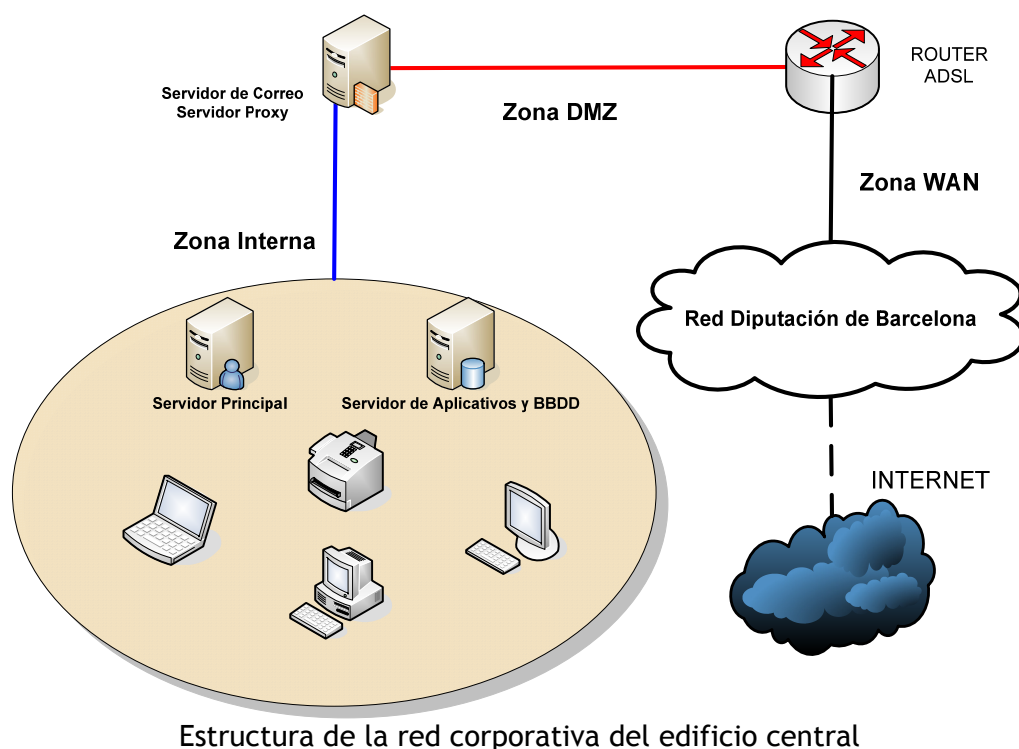 ROUTER
ADSL
Servidor de Correo
Servidor Proxy
Zona DMZ
Zona WAN
Zona Interna
Red Diputación de Barcelona
Servidor Principal
Servidor de Aplicativos y BBDD
INTERNET
Estructura de la red corporativa del edificio central